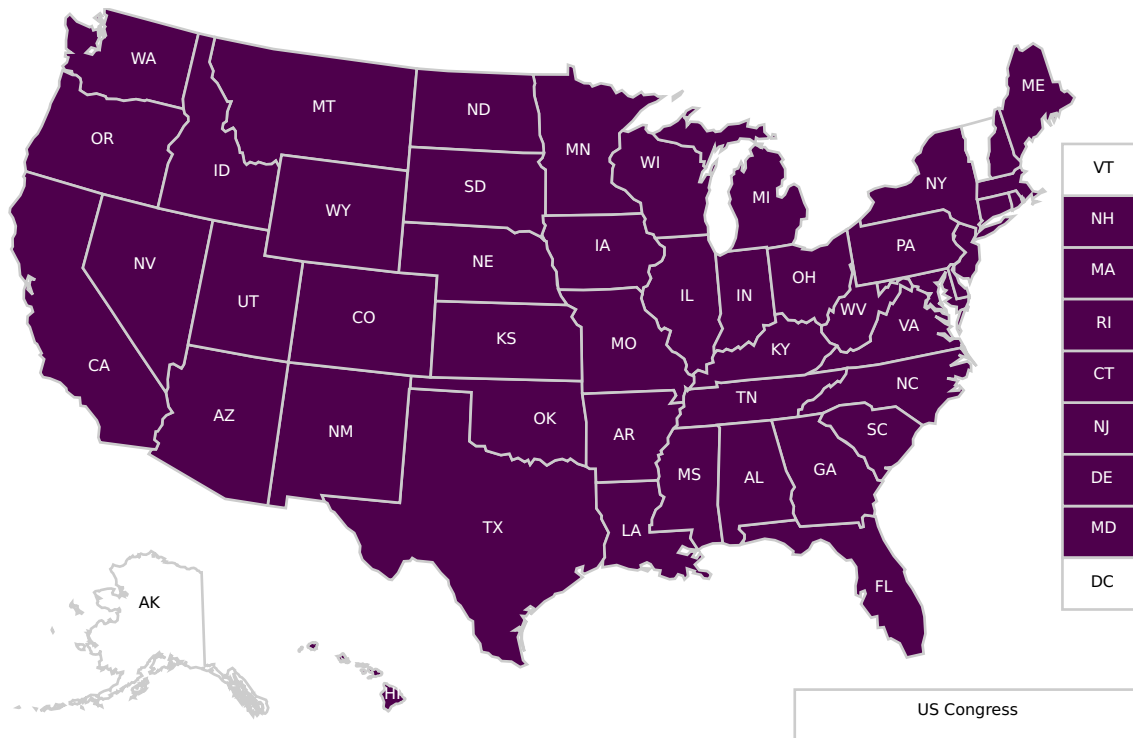 WA
MT
ND
MN
ME
OR
ID
SD
WI
MI
NY
VT
WY
NH
NV
UT
NE
IA
PA
MA
CO
KS
MO
IL
IN
OH
WV
VA
RI
KY
CA
AZ
NM
OK
AR
TN
NC
CT
SC
NJ
TX
LA
MS
AL
GA
DE
MD
FL
DC
AK
HI
US Congress